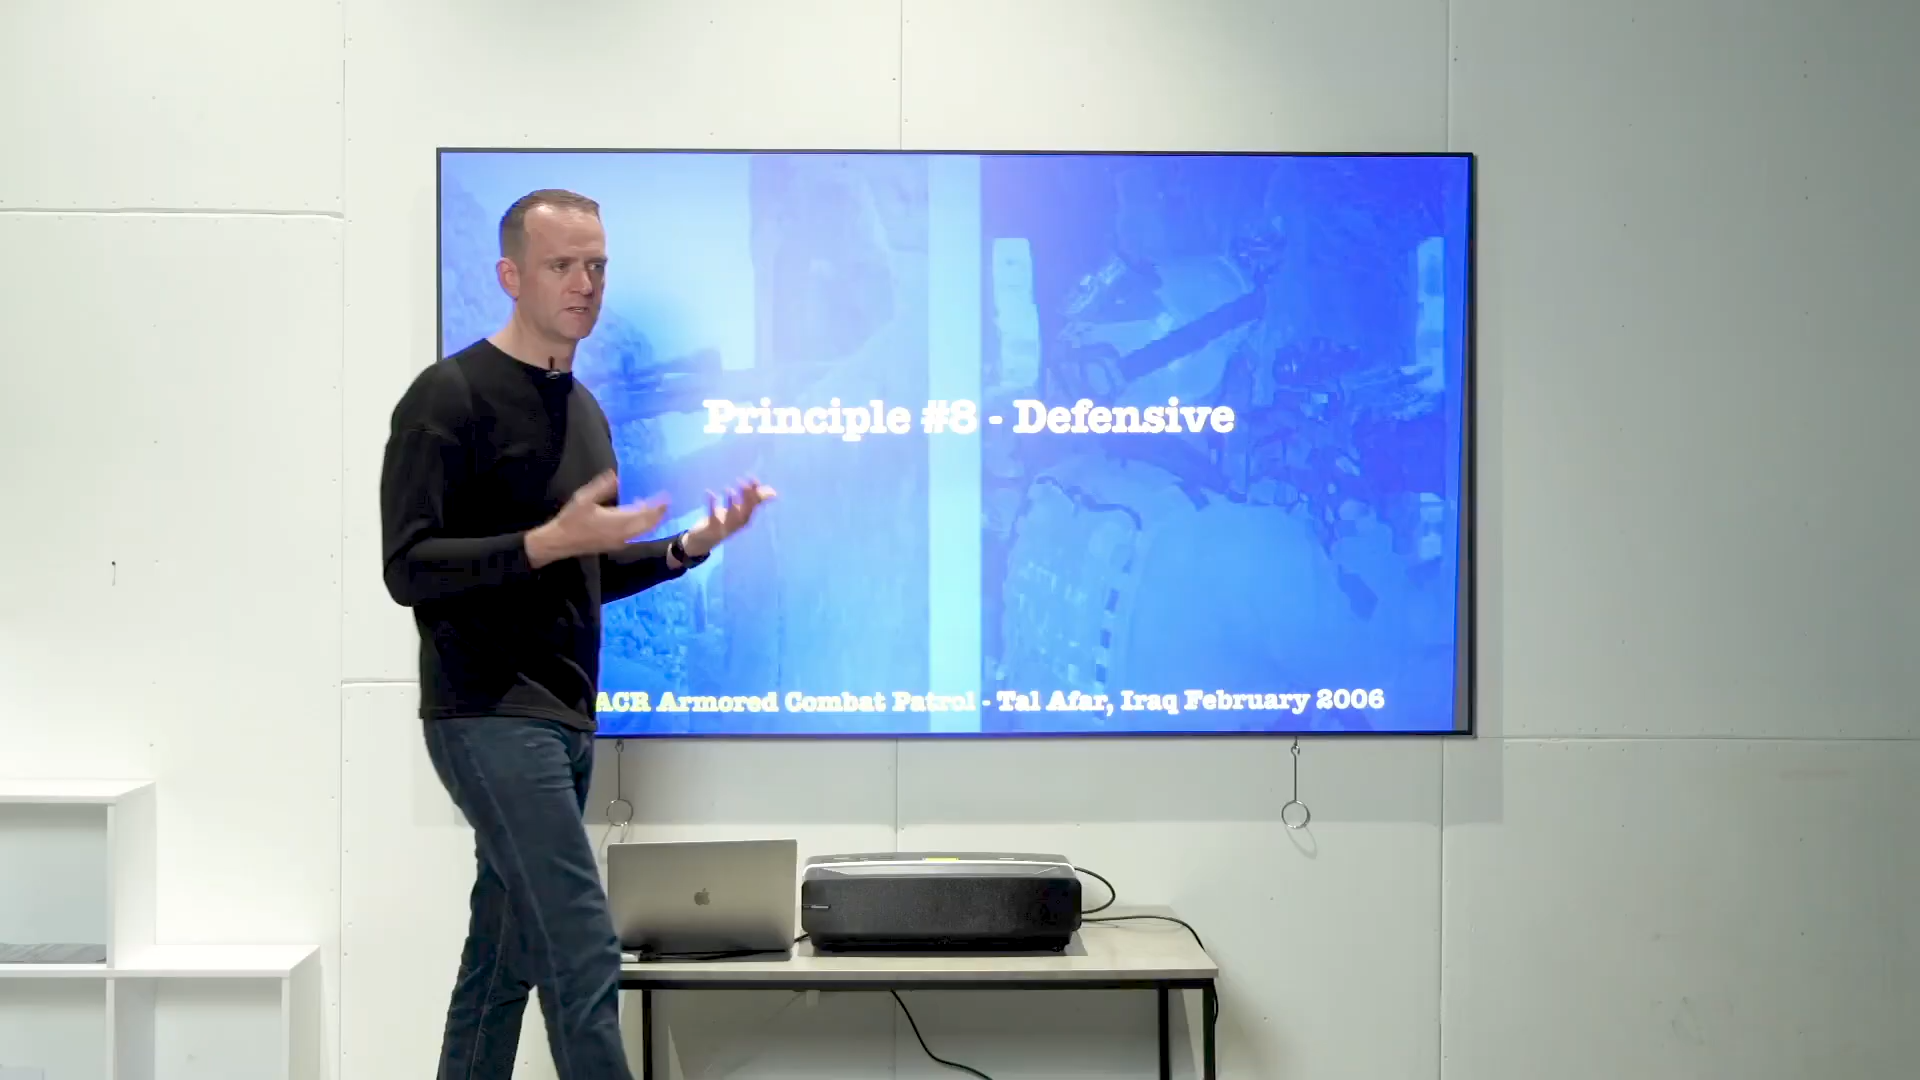 Principle #8 - Defensive
ACR Armored Combat Patrol - Tal Afar, Iraq February 2006